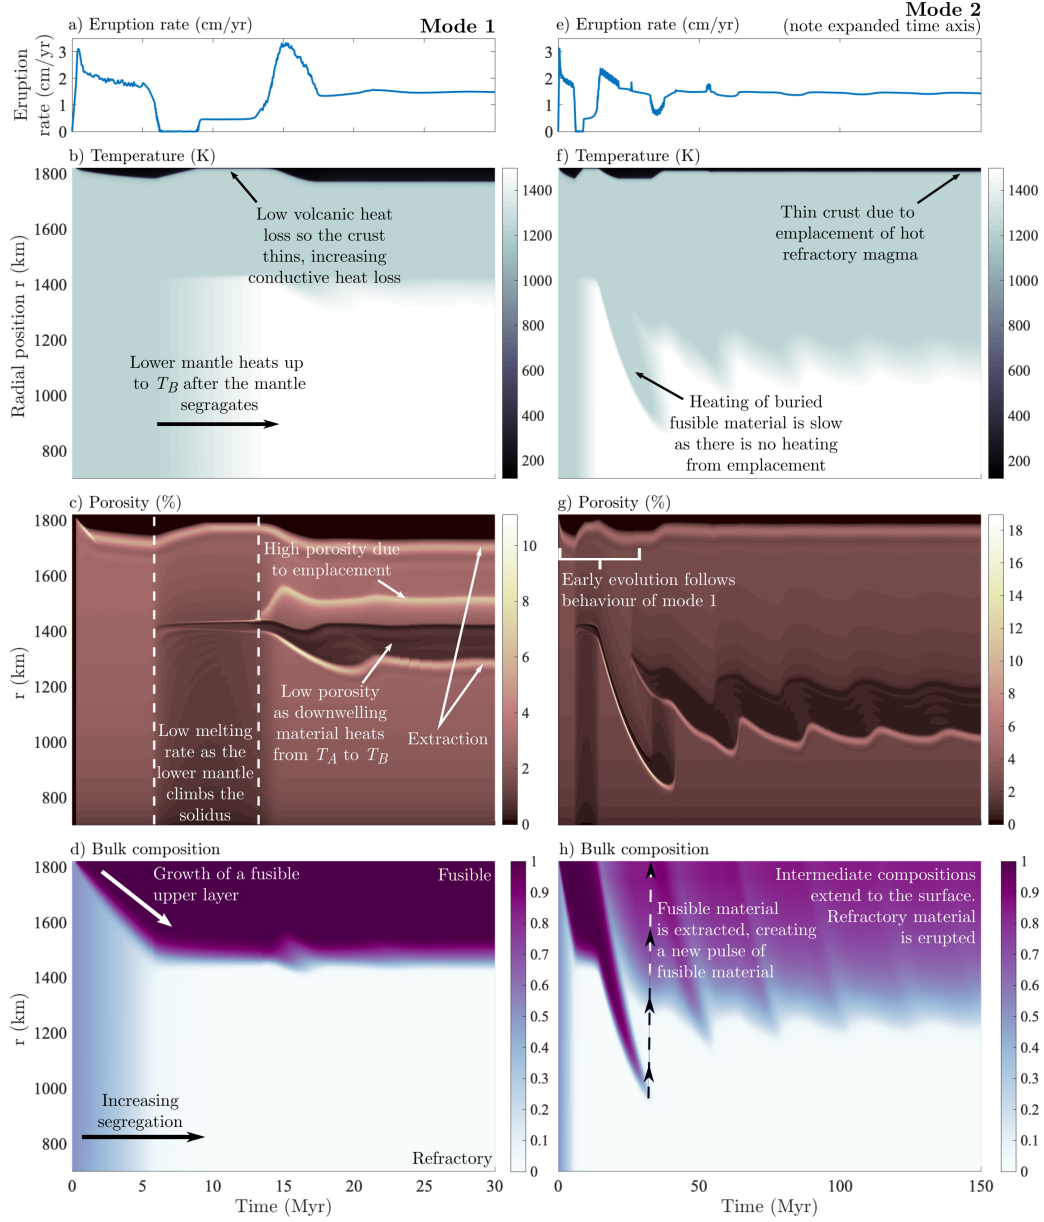 a) Eruption rate (cm/yr)
Mode 1
Eruption
rate (cm/yr)
3
2
1
0
b) Temperature (K)
1800
1600
1400
1200
1000
800
Radial position r (km)
Low volcanic heat
loss so the crust
thins, increasing
conductive heat loss
Lower mantle heats up
to T_B after the mantle
segragates
1400
1200
1000
800
600
400
200
c) Porosity (%)
1800
1600
1400
1200
1000
800
r (km)
High porosity due
to emplacement
Low porosity
as downwelling
material heats
from T_A to T_B
Extraction
Low melting
rate as the
lower mantle
climbs the
solidus
10
8
6
4
2
0
d) Bulk composition
1800
1600
1400
1200
1000
800
r (km)
Growth of a fusible
upper layer
Fusible
Increasing
segregation
Refractory
1
0.9
0.8
0.7
0.6
0.5
0.4
0.3
0.2
0.1
0
0 5 10 15 20 25 30
Time (Myr)
e) Eruption rate (cm/yr)
Mode 2
(note expanded time axis)
3
2
1
0
f) Temperature (K)
Thin crust due to
emplacement of hot
refractory magma
Heating of buried
fusible material is slow
as there is no heating
from emplacement
1400
1200
1000
800
600
400
200
g) Porosity (%)
Early evolution follows
behaviour of mode 1
18
16
14
12
10
8
6
4
2
0
h) Bulk composition
Intermediate compositions
extend to the surface.
Refractory material
is erupted
Fusible material
is extracted, creating
a new pulse of
fusible material
1
0.9
0.8
0.7
0.6
0.5
0.4
0.3
0.2
0.1
0
0 50 100 150
Time (Myr)